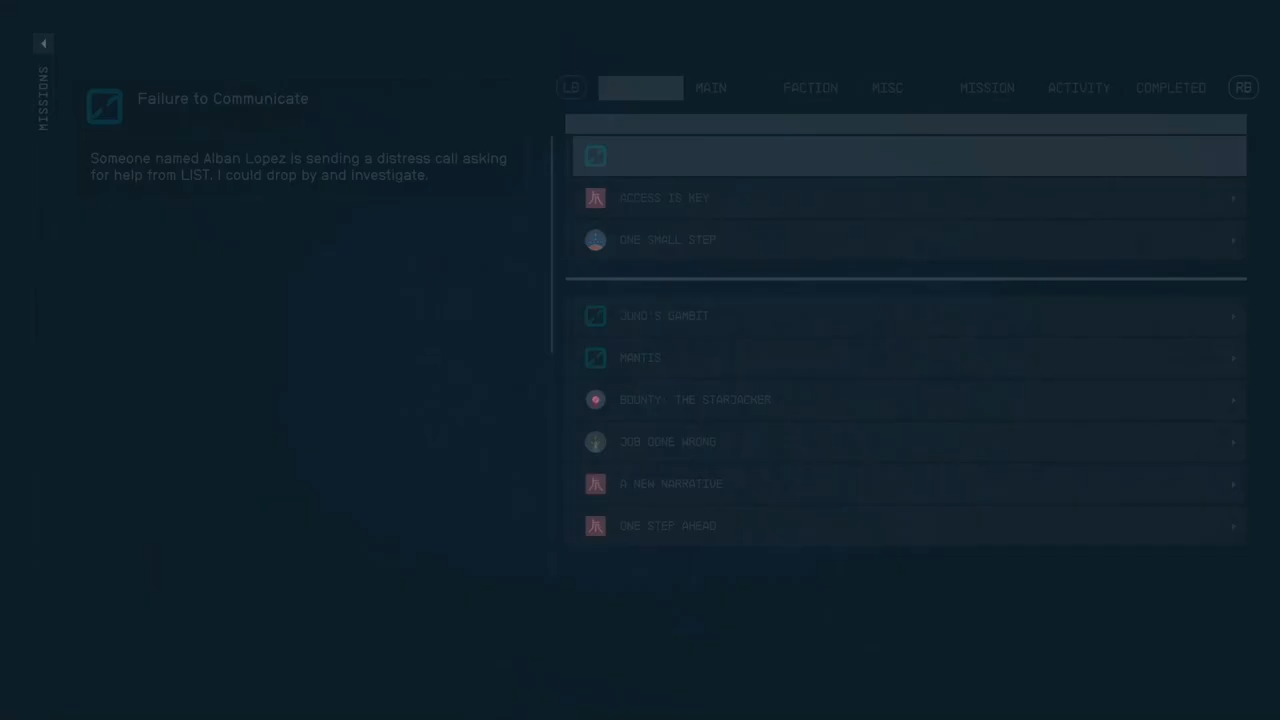 MISSIONS
Failure to Communicate
Someone named Alban Lopez is sending a distress call asking
for help from LIST. I could drop by and investigate.
LB MAIN FACTION MISC MISSION ACTIVITY COMPLETED RB
ACCESS IS KEY
ONE SMALL STEP
JUNO'S GAMBIT
MANTIS
BOUNTY: THE STARJACKER
JOB DONE WRONG
A NEW NARRATIVE
ONE STEP AHEAD